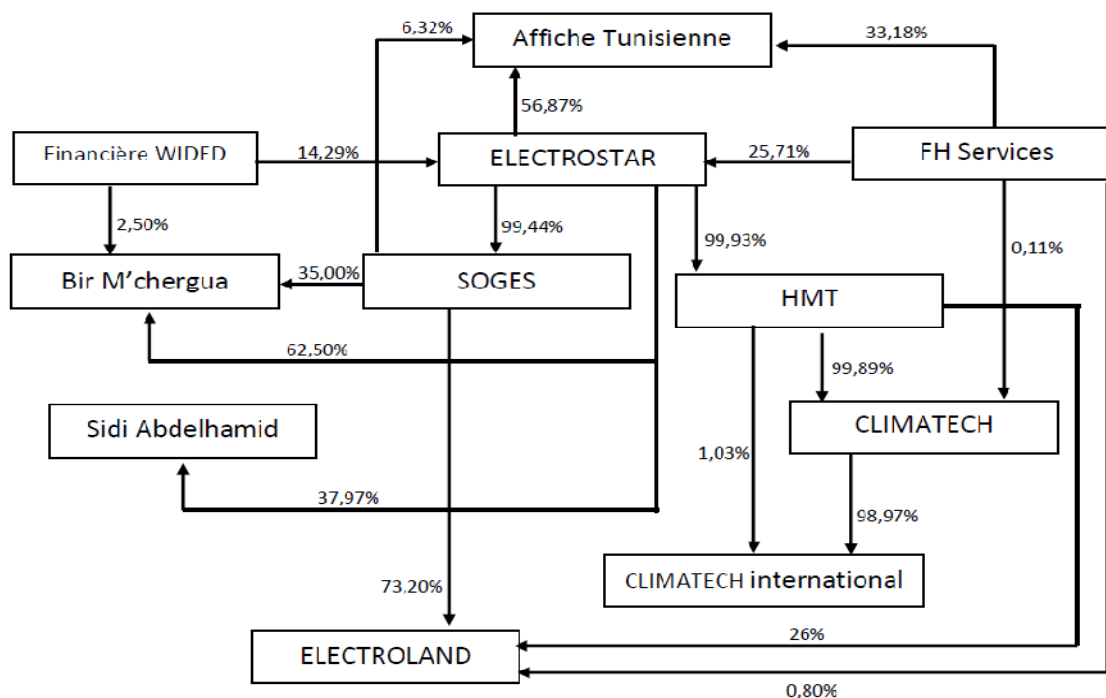 6,32%
Affiche Tunisienne
33,18%
56,87%
Financière WIDED
14,29%
ELECTROSTAR
25,71%
FH Services
2,50%
99,44%
99,93%
0,11%
Bir M’chergua
35,00%
SOGES
HMT
62,50%
99,89%
Sidi Abdelhamid
CLIMATECH
1,03%
37,97%
98,97%
CLIMATECH international
73,20%
26%
ELECTROLAND
0,80%